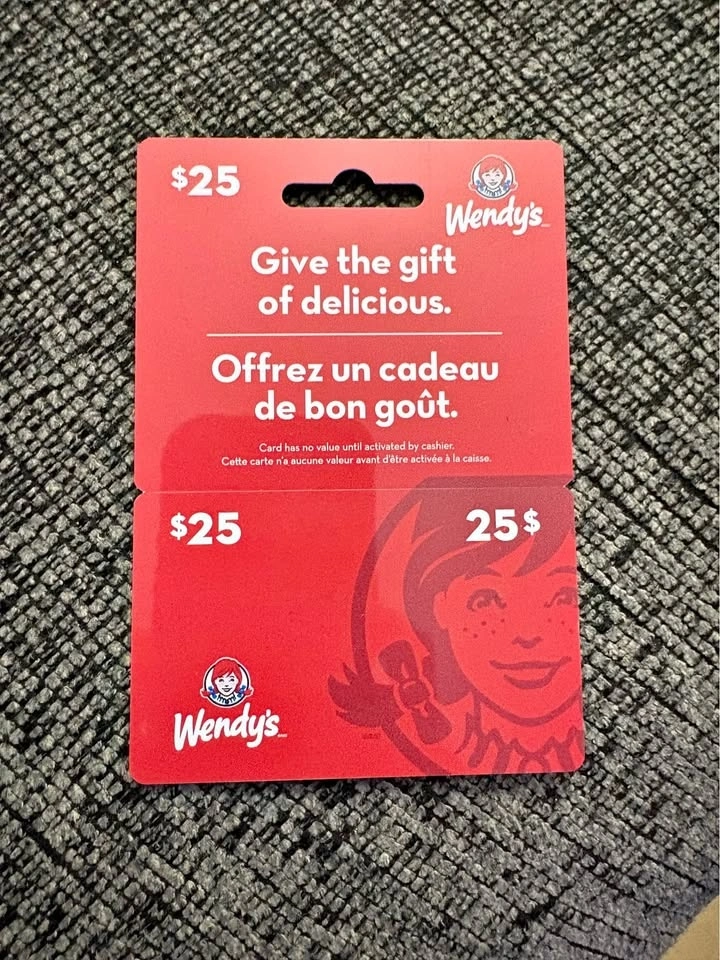 $25
Wendy's
Give the gift
of delicious.
Offrez un cadeau
de bon goût.
Card has no value until activated by cashier.
Cette carte n'a aucune valeur avant d'être activée à la caisse.
$25
25$
Wendy's